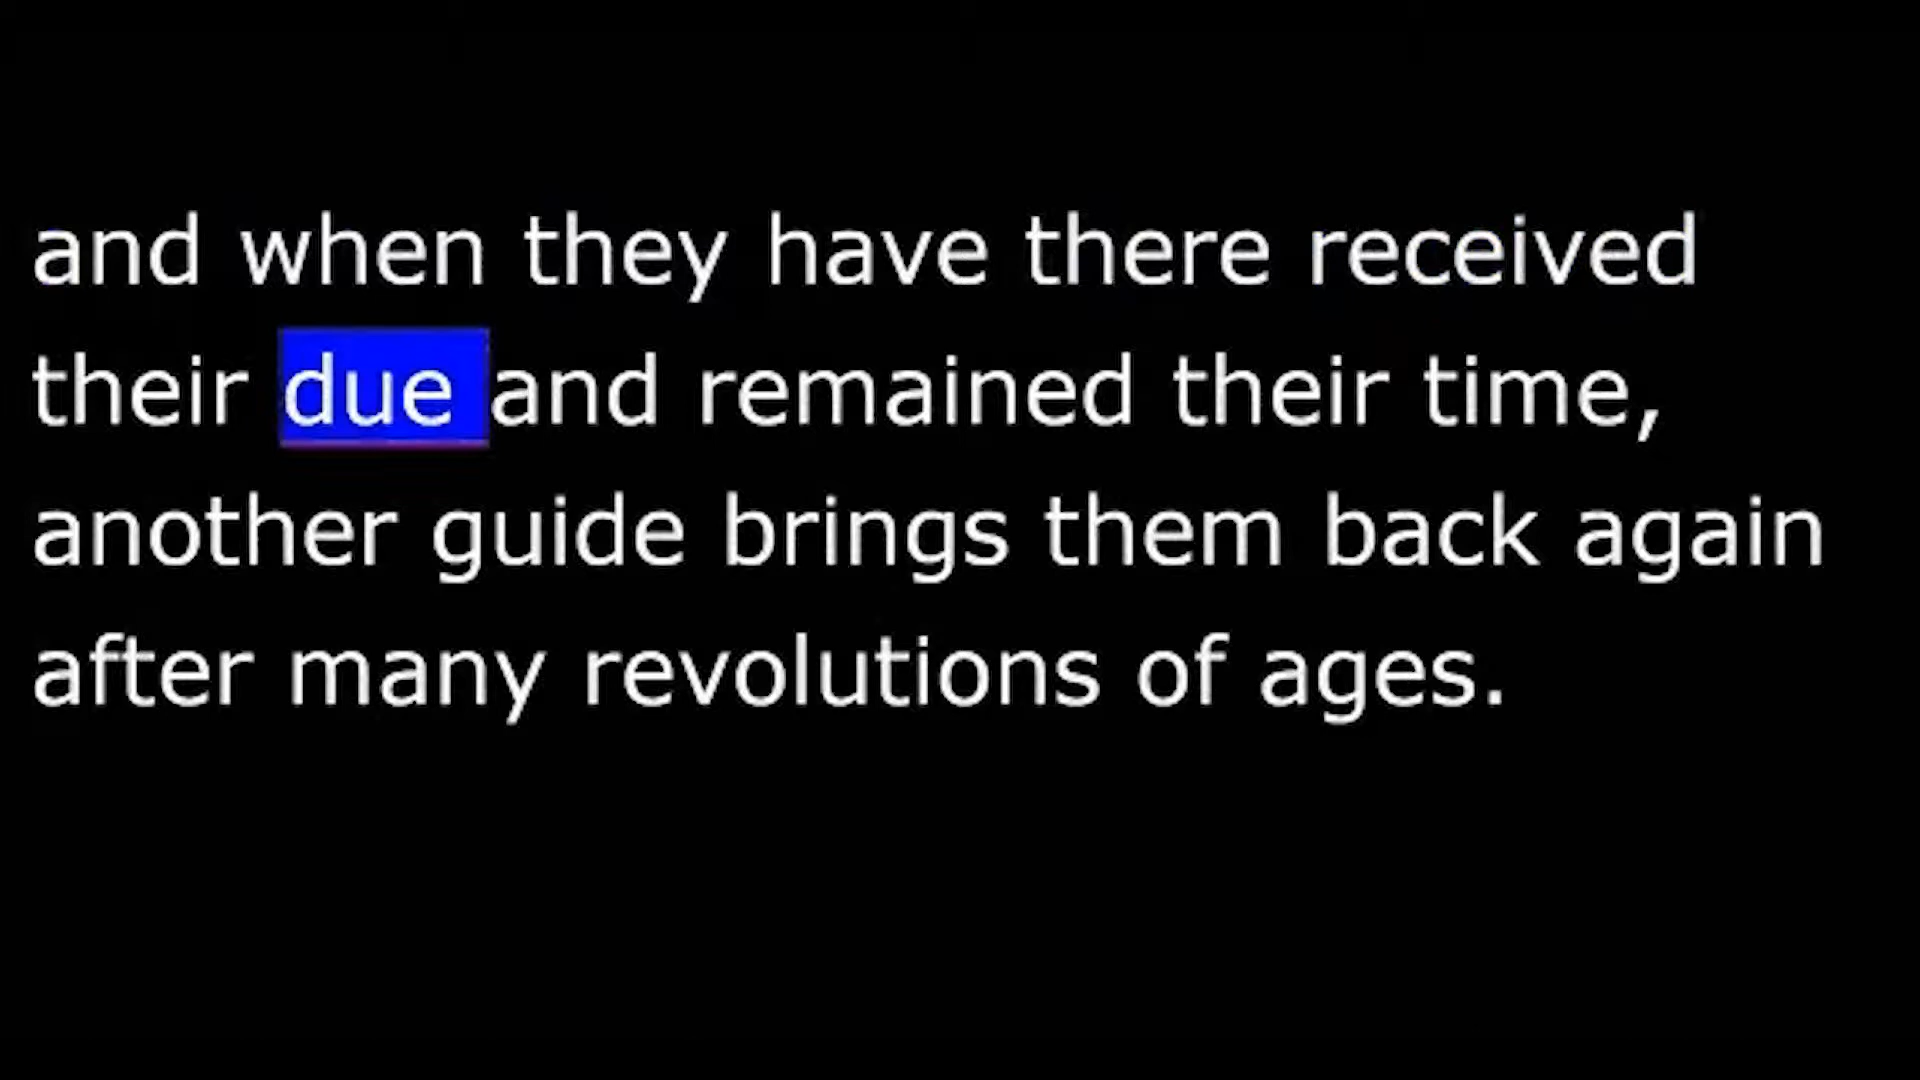 and when they have there received
their due and remained their time,
another guide brings them back again
after many revolutions of ages.